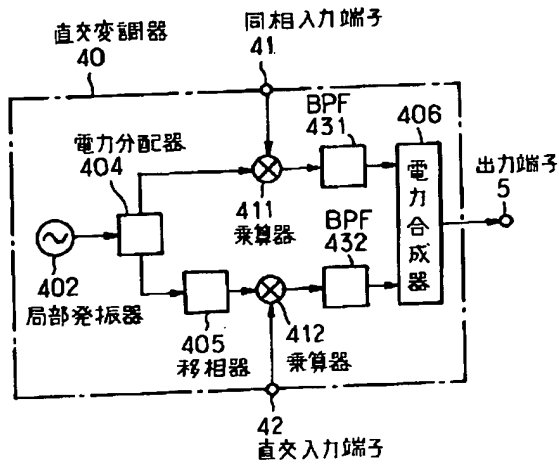 直交変調器
40
同相入力端子
41
BPF
431
406
電力分配器
404
電力合成器
出力端子
5
411
乗算器
BPF
432
402
局部発振器
405
移相器
412
乗算器
42
直交入力端子